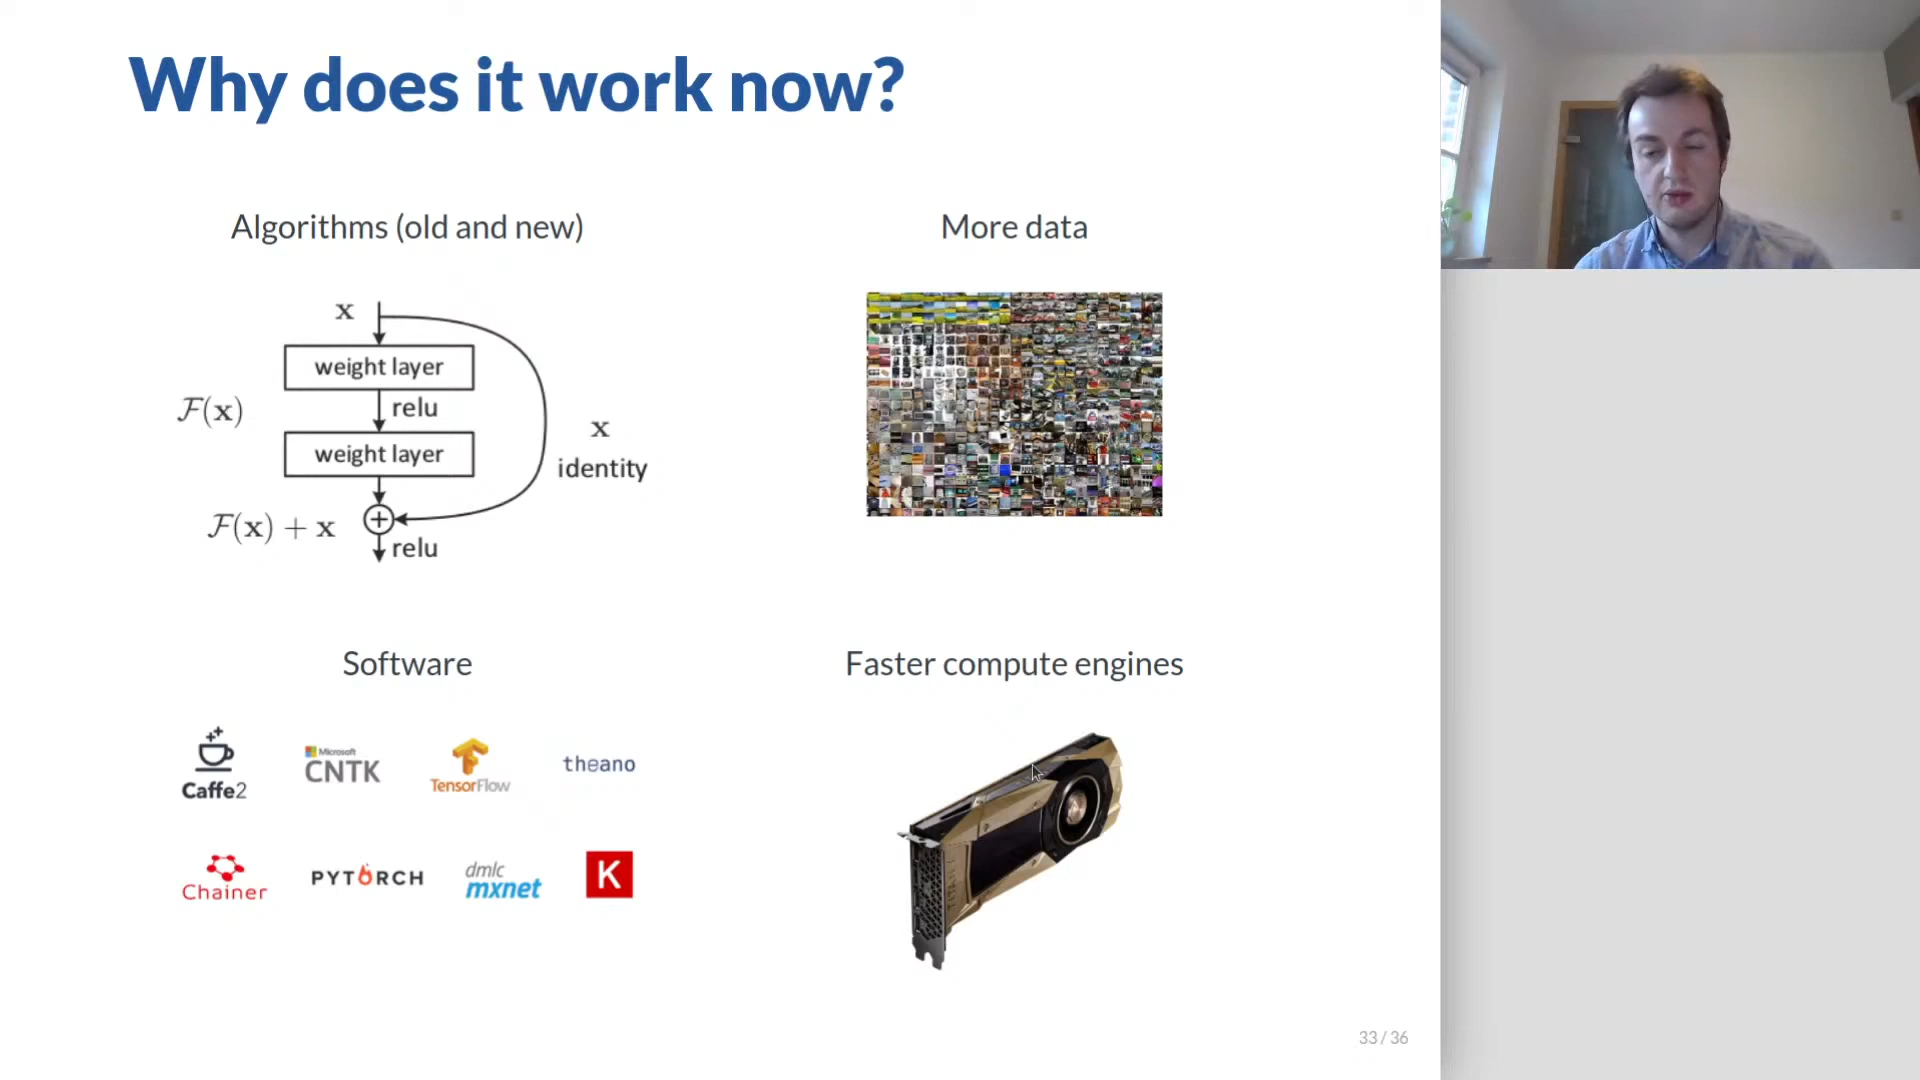 Why does it work now?
Algorithms (old and new)
x
weight layer
F(x)
relu
weight layer
x
identity
F(x) + x
+
relu
More data
Software
Caffe2
Microsoft
CNTK
TensorFlow
theano
Chainer
PYTORCH
dmlc
mxnet
K
Faster compute engines
TITAN
33 / 36